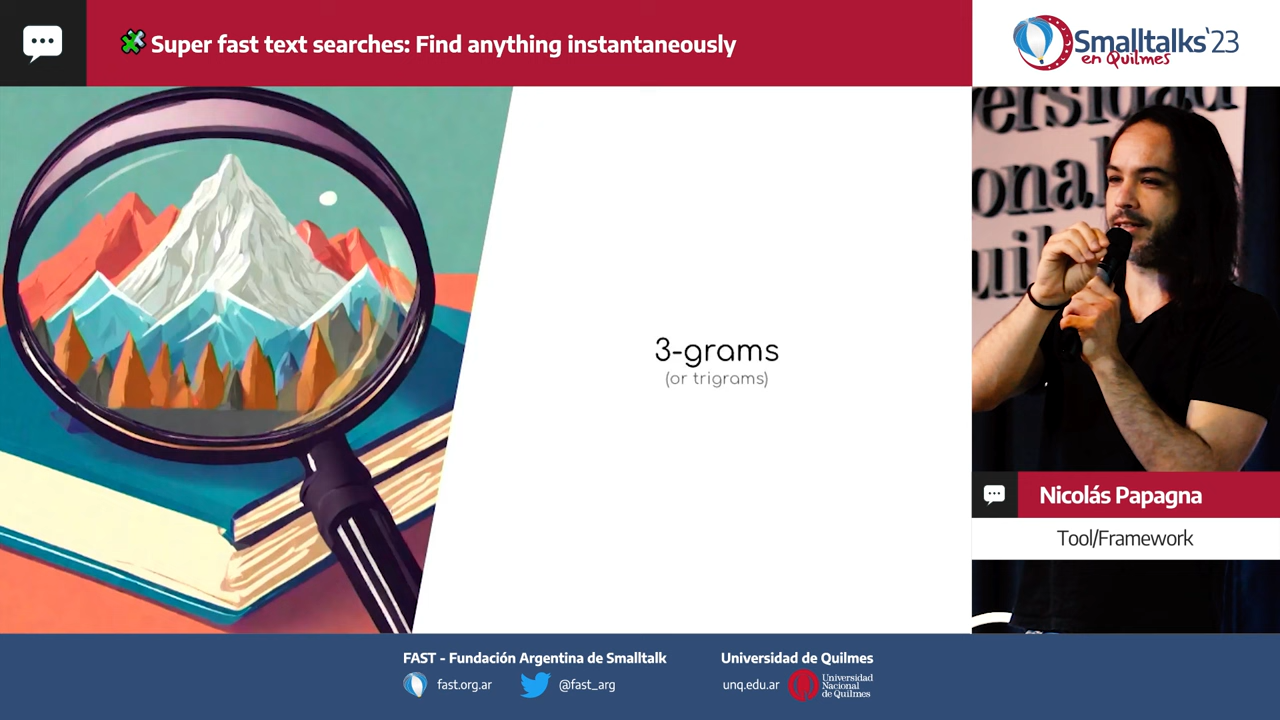 Super fast text searches: Find anything instantaneously
Smalltalks'23
en Quilmes
3-grams
(or trigrams)
Nicolás Papagna
Tool/Framework
FAST - Fundación Argentina de Smalltalk
fast.org.ar
@fast_arg
Universidad de Quilmes
unq.edu.ar
Universidad
Nacional
de Quilmes